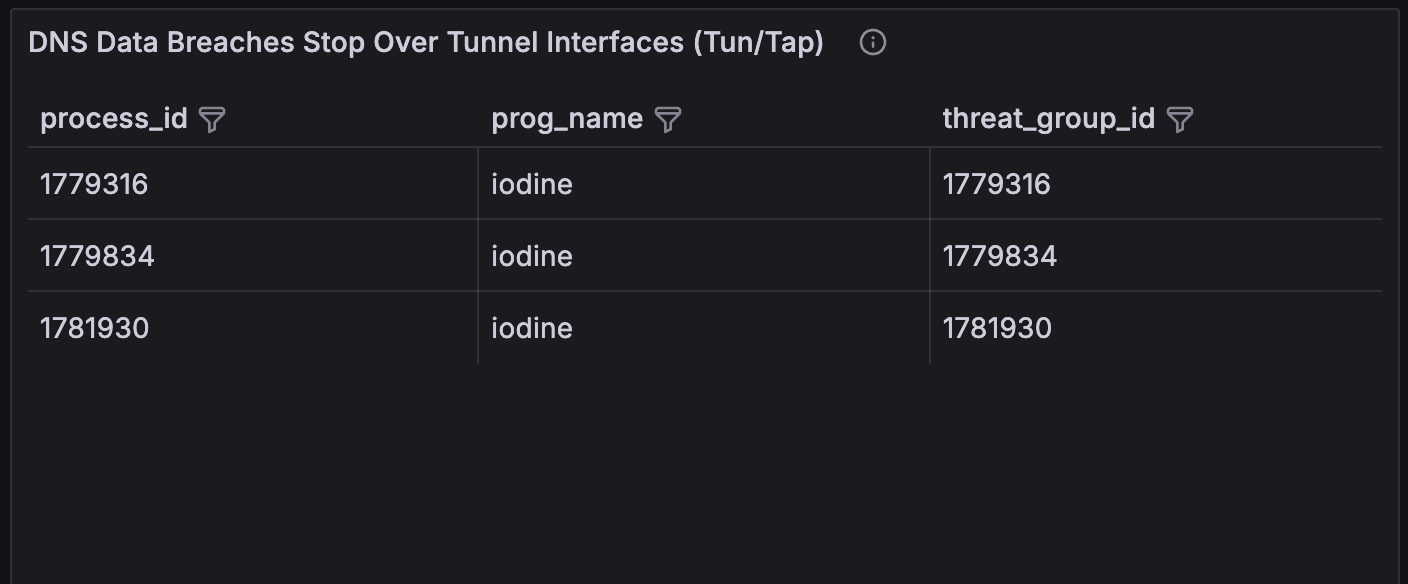 DNS Data Breaches Stop Over Tunnel Interfaces (Tun/Tap)
process_id prog_name threat_group_id
1779316 iodine 1779316
1779834 iodine 1779834
1781930 iodine 1781930